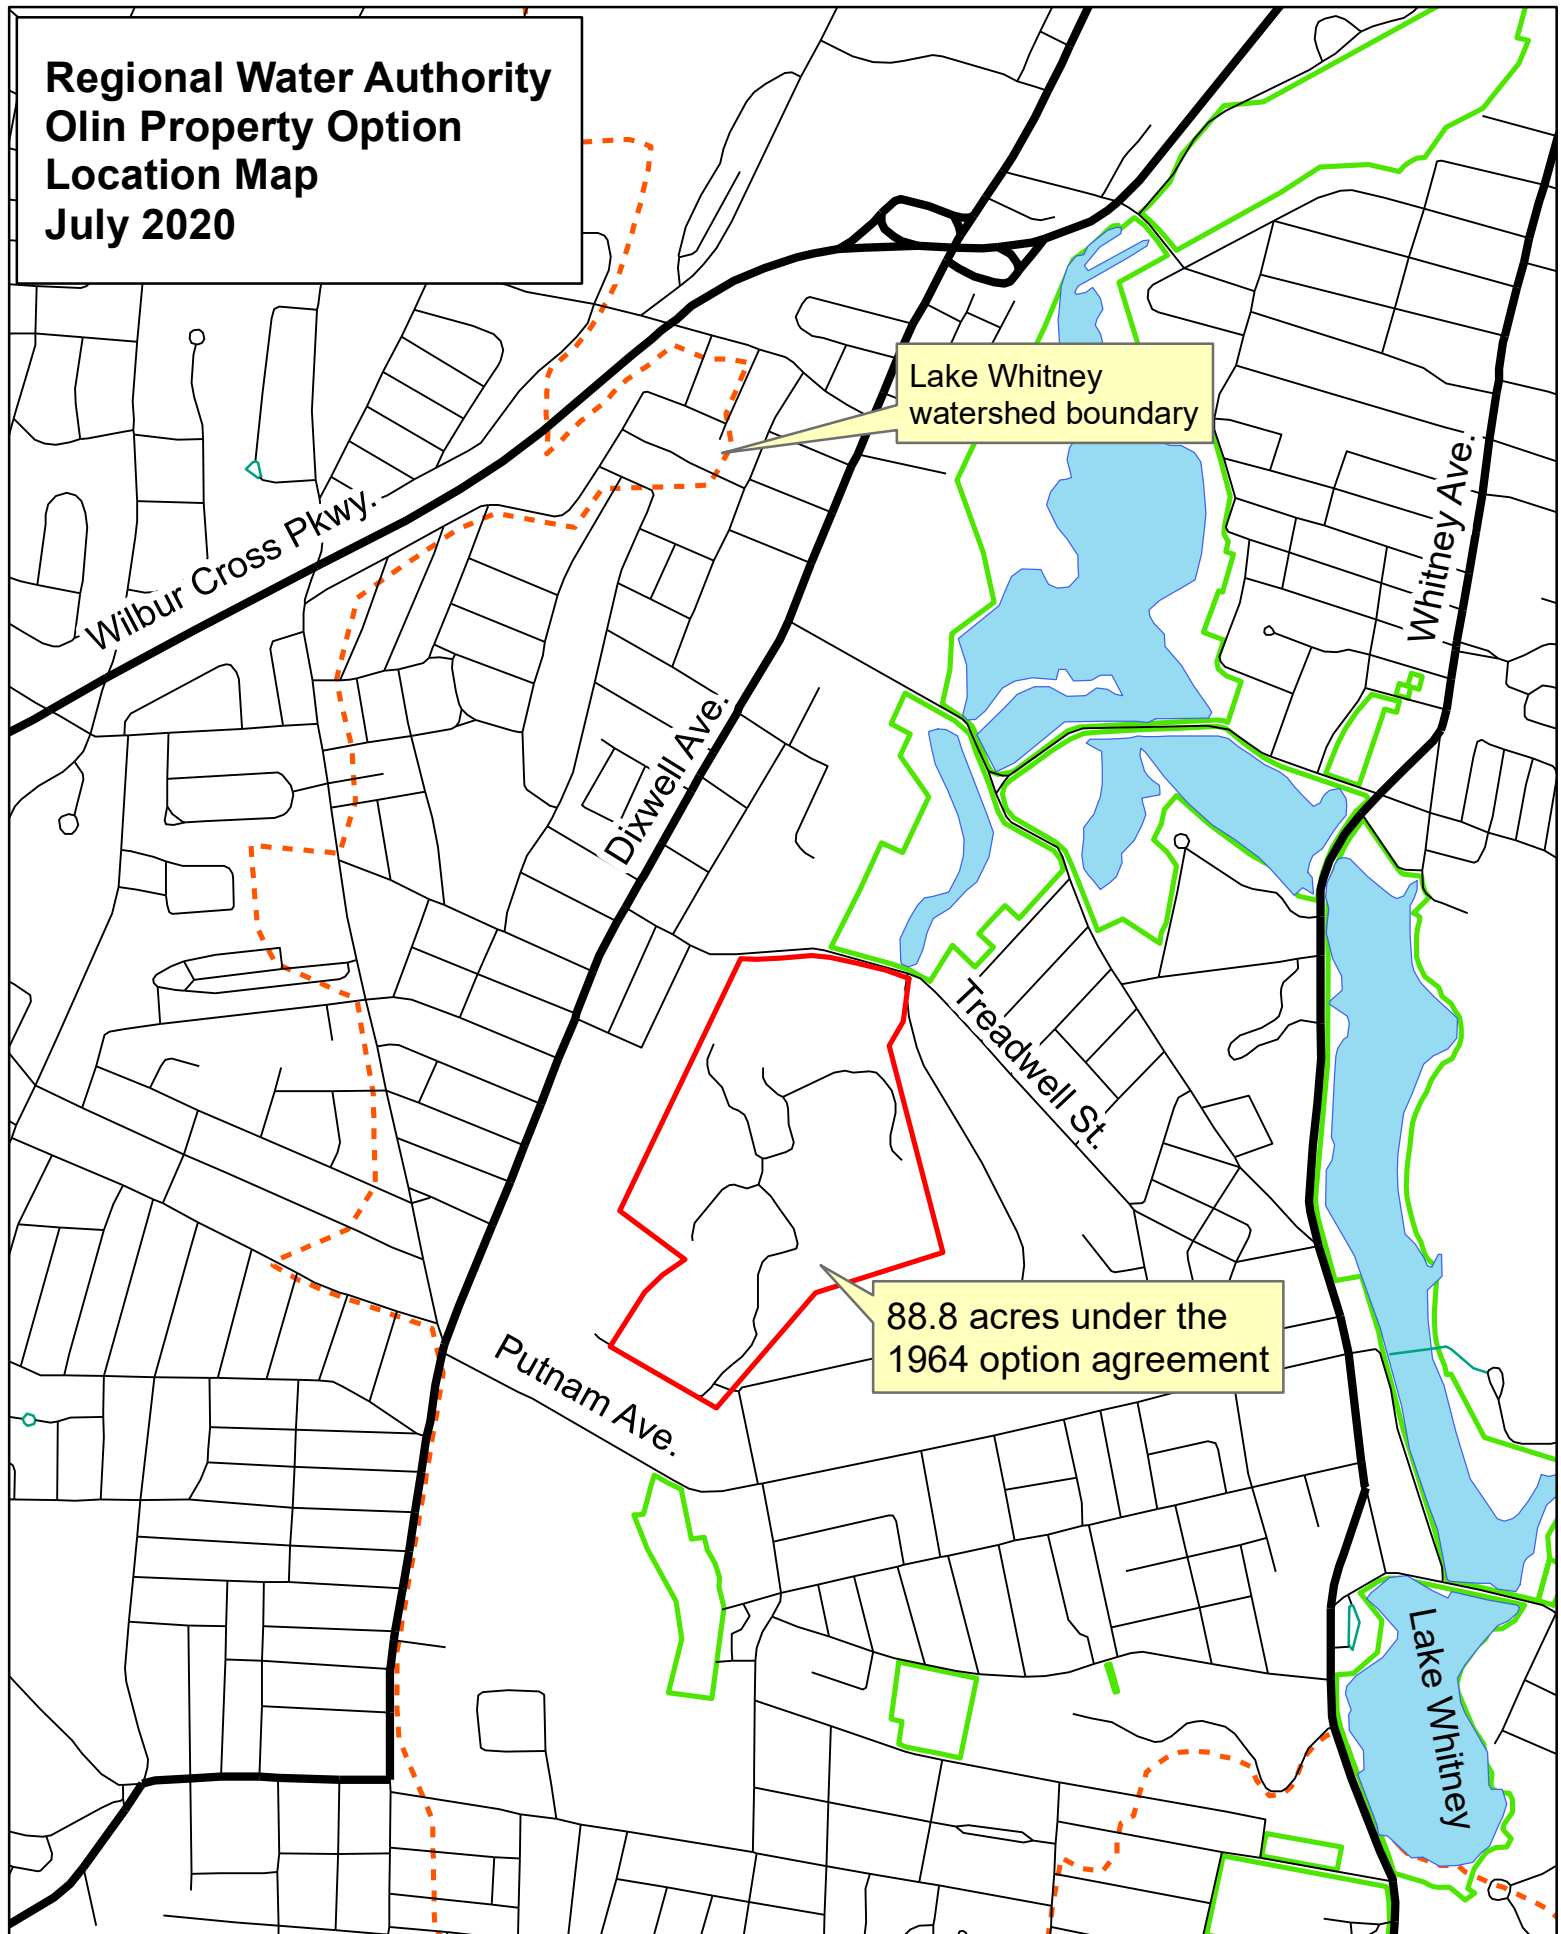 Regional Water Authority
Olin Property Option
Location Map
July 2020
Lake Whitney
watershed boundary
Whitney Ave.
Wilbur Cross Pkwy.
Dixwell Ave.
Treadwell St.
88.8 acres under the
1964 option agreement
Putnam Ave.
Lake Whitney